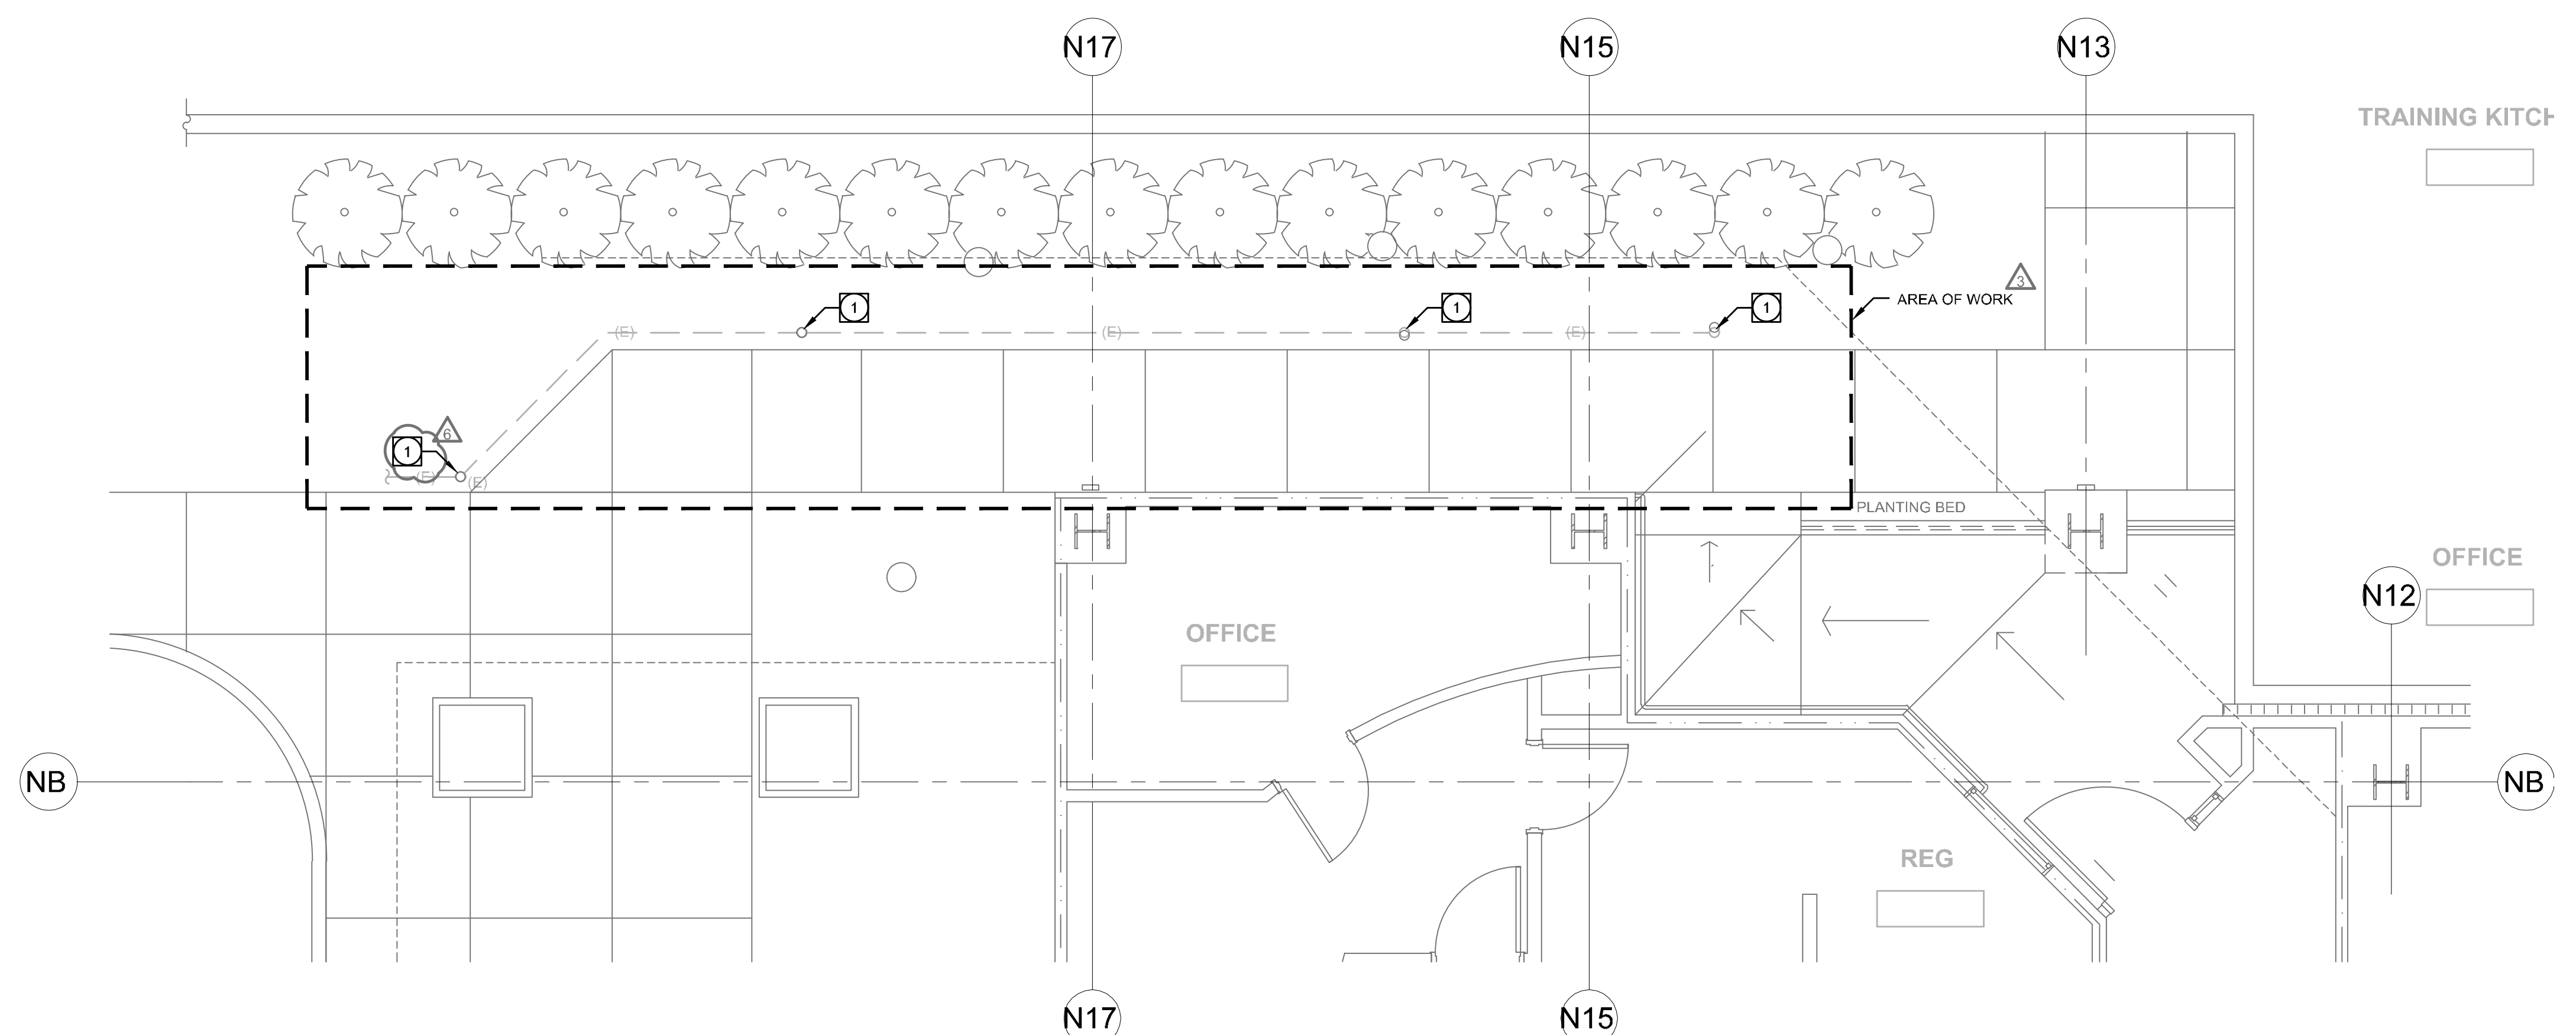 N17
N15
N13
TRAINING KITCH
3
1
1
1
AREA OF WORK
(E)
(E)
(E)
6
1
(E)
(E)
PLANTING BED
OFFICE
N12
OFFICE
NB
NB
REG
N17
N15